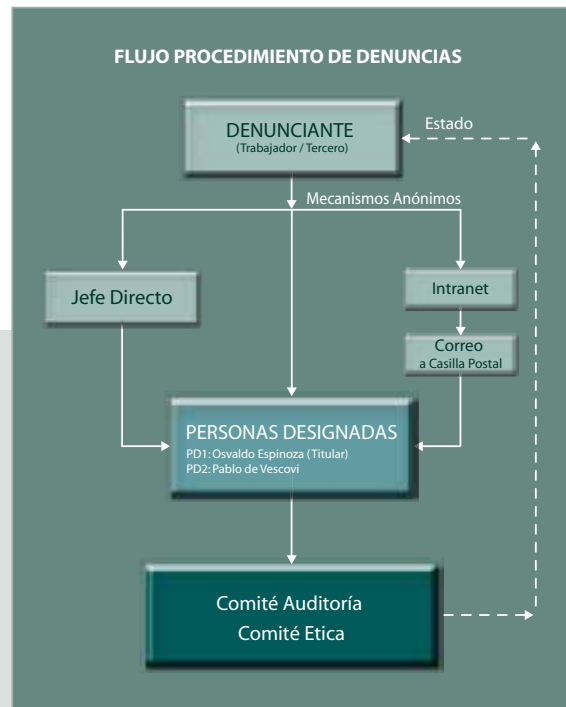 FLUJO PROCEDIMIENTO DE DENUNCIAS
DENUNCIANTE
(Trabajador / Tercero)
Estado
Mecanismos Anónimos
Jefe Directo
Intranet
Correo
a Casilla Postal
PERSONAS DESIGNADAS
PD1: Osvaldo Espinoza (Titular)
PD2: Pablo de Vescovi
Comité Auditoría
Comité Etica